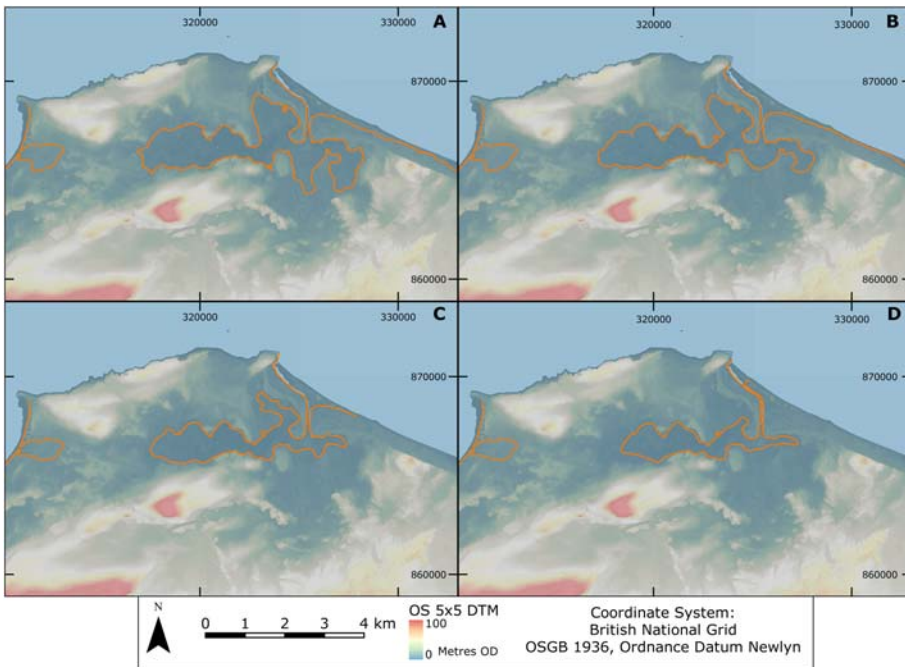 320000
330000
A
870000
860000
B
870000
320000
330000
860000
320000
330000
C
870000
860000
320000
330000
D
870000
860000
N
0 1 2 3 4 km
OS 5x5 DTM
100
0 Metres OD
Coordinate System:
British National Grid
OSGB 1936, Ordnance Datum Newlyn